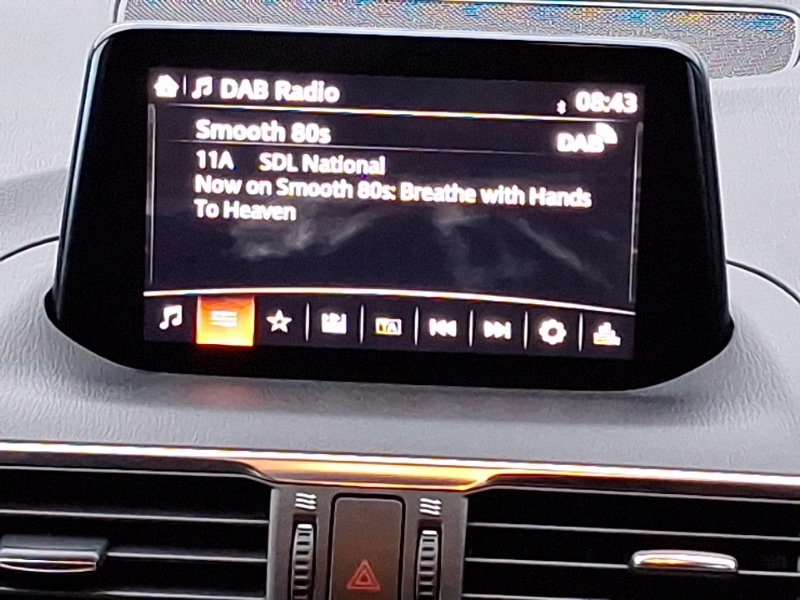 DAB Radio 08:43
Smooth 80s DAB
11A SDL National
Now on Smooth 80s: Breathe with Hands
To Heaven
TA